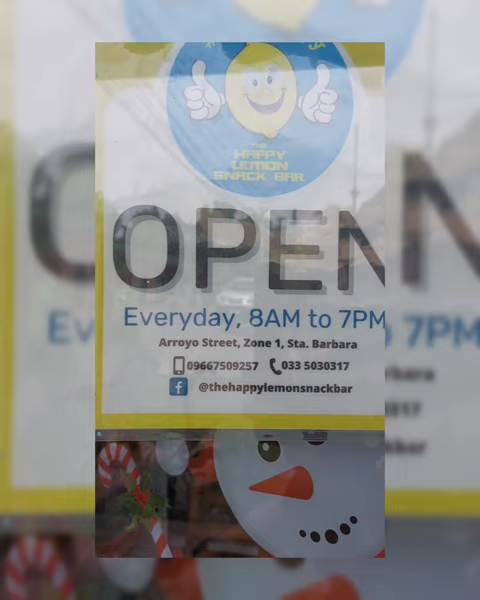 THE
HAPPY
LEMON
SNACK BAR
OPEN
Everyday, 8AM to 7PM
Arroyo Street, Zone 1, Sta. Barbara
09667509257 033 5030317
f @thehappylemonsnackbar